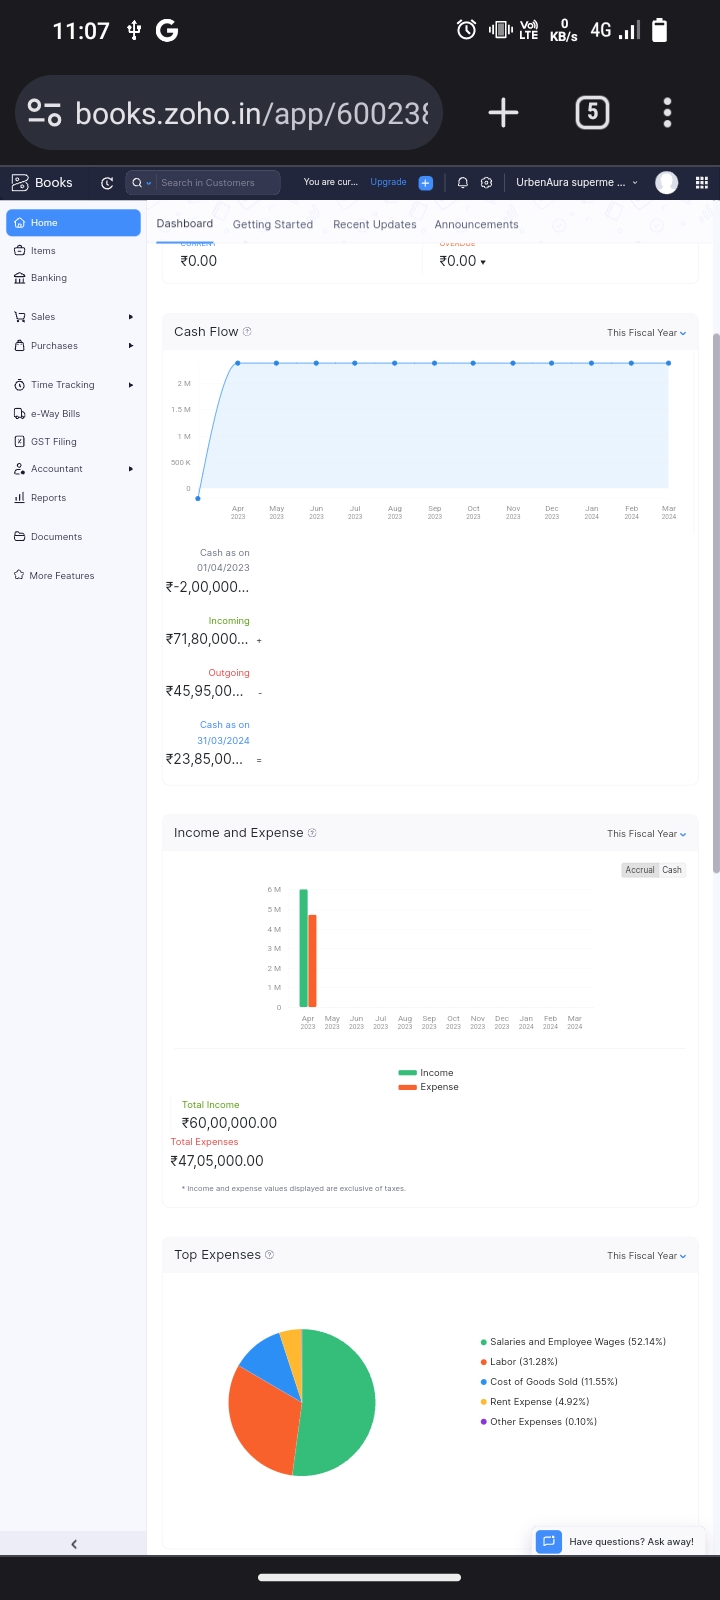 11:07
Vo)) LTE
0 KB/s
4G
books.zoho.in/app/600238
5
Books
Search in Customers
You are cur...
Upgrade
UrbenAura superme ...
Home
Items
Banking
Sales
Purchases
Time Tracking
e-Way Bills
GST Filing
Accountant
Reports
Documents
More Features
Dashboard
Getting Started
Recent Updates
Announcements
CURRENT
OVERDUE
₹0.00
₹0.00
Cash Flow
This Fiscal Year
2 M
1.5 M
1 M
500 K
0
Apr May Jun Jul Aug Sep Oct Nov Dec Jan Feb Mar
2023 2023 2023 2023 2023 2023 2023 2023 2023 2024 2024 2024
Cash as on
01/04/2023
₹-2,00,000...
Incoming
₹71,80,000... +
Outgoing
₹45,95,00... -
Cash as on
31/03/2024
₹23,85,00... =
Income and Expense
This Fiscal Year
Accrual Cash
6 M
5 M
4 M
3 M
2 M
1 M
0
Apr May Jun Jul Aug Sep Oct Nov Dec Jan Feb Mar
2023 2023 2023 2023 2023 2023 2023 2023 2023 2024 2024 2024
Income
Expense
Total Income
₹60,00,000.00
Total Expenses
₹47,05,000.00
* Income and expense values displayed are exclusive of taxes.
Top Expenses
This Fiscal Year
Salaries and Employee Wages (52.14%)
Labor (31.28%)
Cost of Goods Sold (11.55%)
Rent Expense (4.92%)
Other Expenses (0.10%)
Have questions? Ask away!